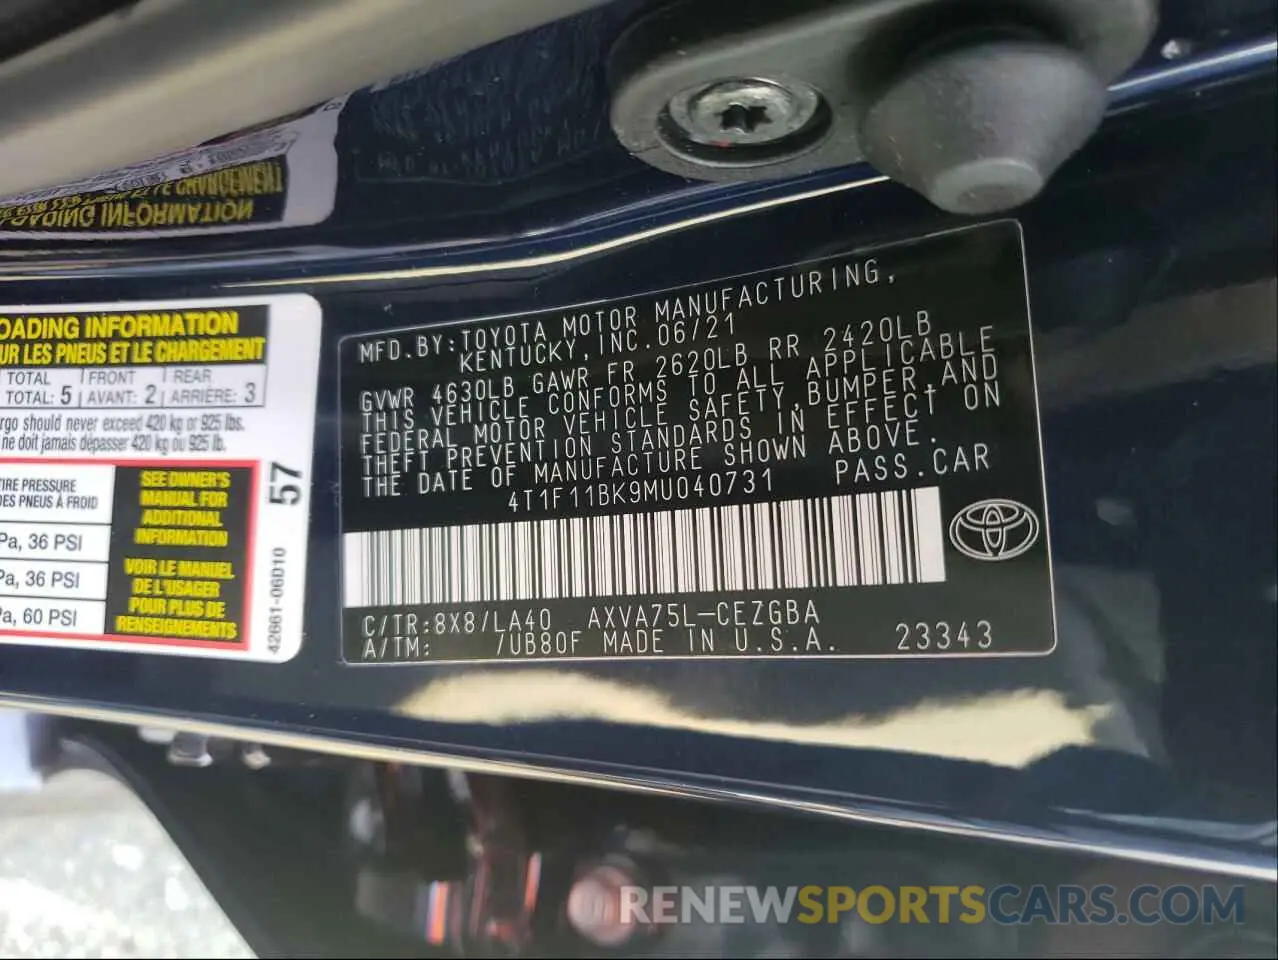 OADING INFORMATION
UR LES PNEUS ET LE CHARGEMENT
TOTAL FRONT REAR
TOTAL: 5 AVANT: 2 ARRIÈRE: 3
rgo should never exceed 420 kg or 925 lbs.
ne doit jamais dépasser 420 kg ou 925 lb.
TIRE PRESSURE
DES PNEUS À FROID
Pa, 36 PSI
Pa, 36 PSI
Pa, 60 PSI
SEE OWNER'S
MANUAL FOR
ADDITIONAL
INFORMATION
VOIR LE MANUEL
DE L'USAGER
POUR PLUS DE
RENSEIGNEMENTS
57
42661-06D10
MFD.BY:TOYOTA MOTOR MANUFACTURING,
KENTUCKY,INC.06/21
GVWR 4630LB GAWR FR 2620LB RR 2420LB
THIS VEHICLE CONFORMS TO ALL APPLICABLE
FEDERAL MOTOR VEHICLE SAFETY,BUMPER,AND
THEFT PREVENTION STANDARDS IN EFFECT ON
THE DATE OF MANUFACTURE SHOWN ABOVE.
4T1F11BK9MU040731 PASS.CAR
C/TR:8X8/LA40 AXVA75L-CEZGBA
A/TM: /UB80F MADE IN U.S.A. 23343
RENEWSPORTSCARS.COM